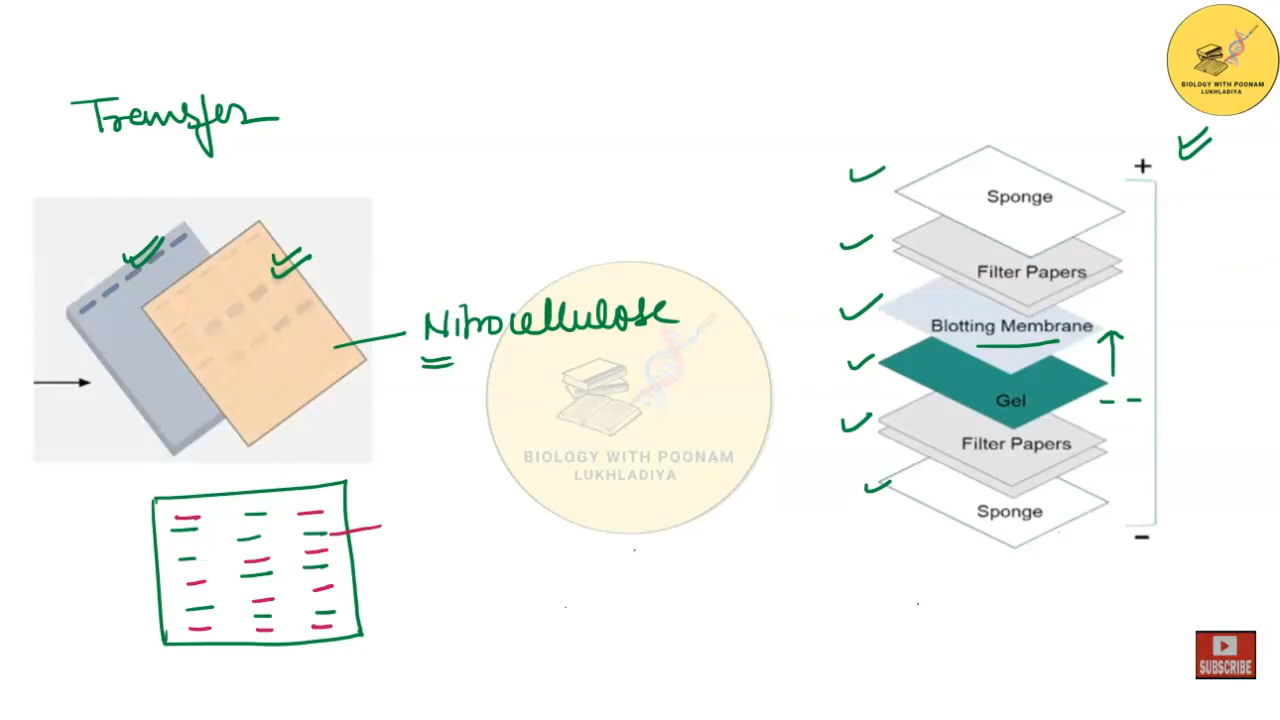 BIOLOGY WITH POONAM
LUKHLADIYA
Transfer
+
Sponge
Filter Papers
Nitrocellulose
Blotting Membrane
Gel
Filter Papers
BIOLOGY WITH POONAM
LUKHLADIYA
Sponge
-
SUBSCRIBE